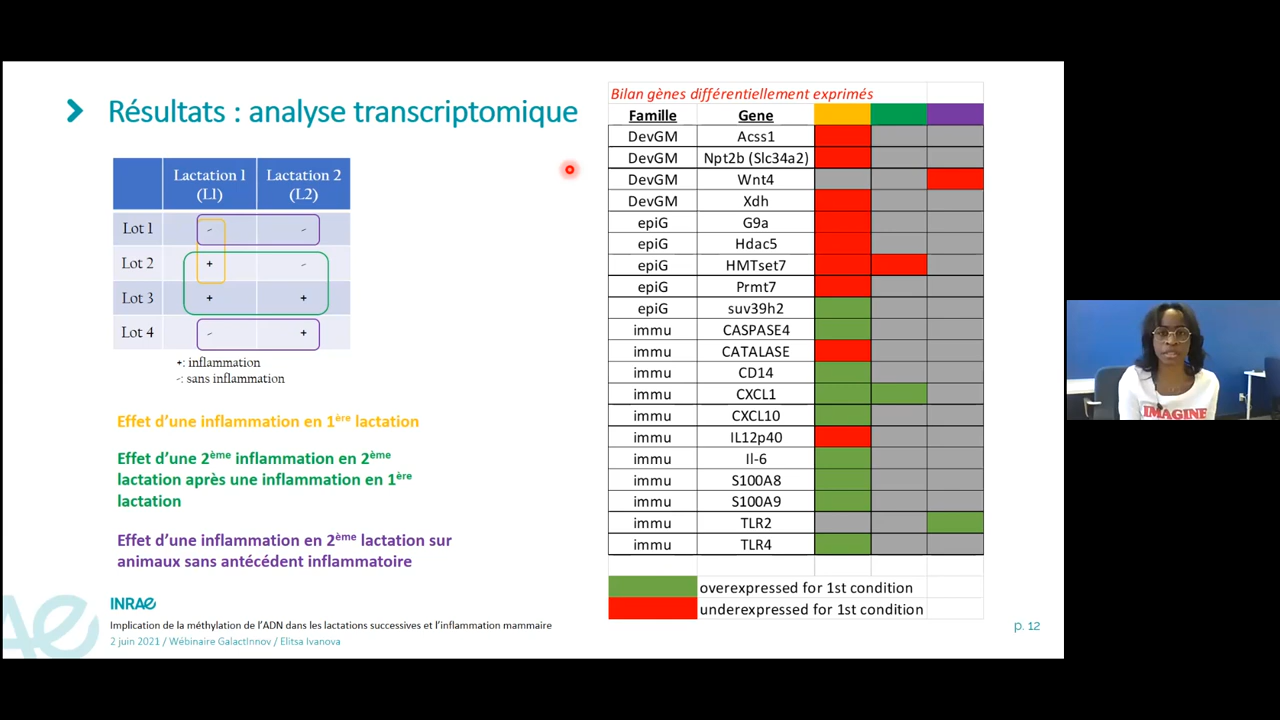 Résultats : analyse transcriptomique
Lactation 1 (L1) Lactation 2 (L2)
Lot 1 - -
Lot 2 + -
Lot 3 + +
Lot 4 - +
+: inflammation
-: sans inflammation
Effet d'une inflammation en 1ère lactation
Effet d'une 2ème inflammation en 2ème
lactation après une inflammation en 1ère
lactation
Effet d'une inflammation en 2ème lactation sur
animaux sans antécédent inflammatoire
Bilan gènes différentiellement exprimés
Famille Gene
DevGM Acss1
DevGM Npt2b (Slc34a2)
DevGM Wnt4
DevGM Xdh
epiG G9a
epiG Hdac5
epiG HMTset7
epiG Prmt7
epiG suv39h2
immu CASPASE4
immu CATALASE
immu CD14
immu CXCL1
immu CXCL10
immu IL12p40
immu Il-6
immu S100A8
immu S100A9
immu TLR2
immu TLR4
overexpressed for 1st condition
underexpressed for 1st condition
INRAE
Implication de la méthylation de l'ADN dans les lactations successives et l'inflammation mammaire
2 juin 2021 / Wébinaire GalactInnov / Elitsa Ivanova
p. 12
IMAGINE